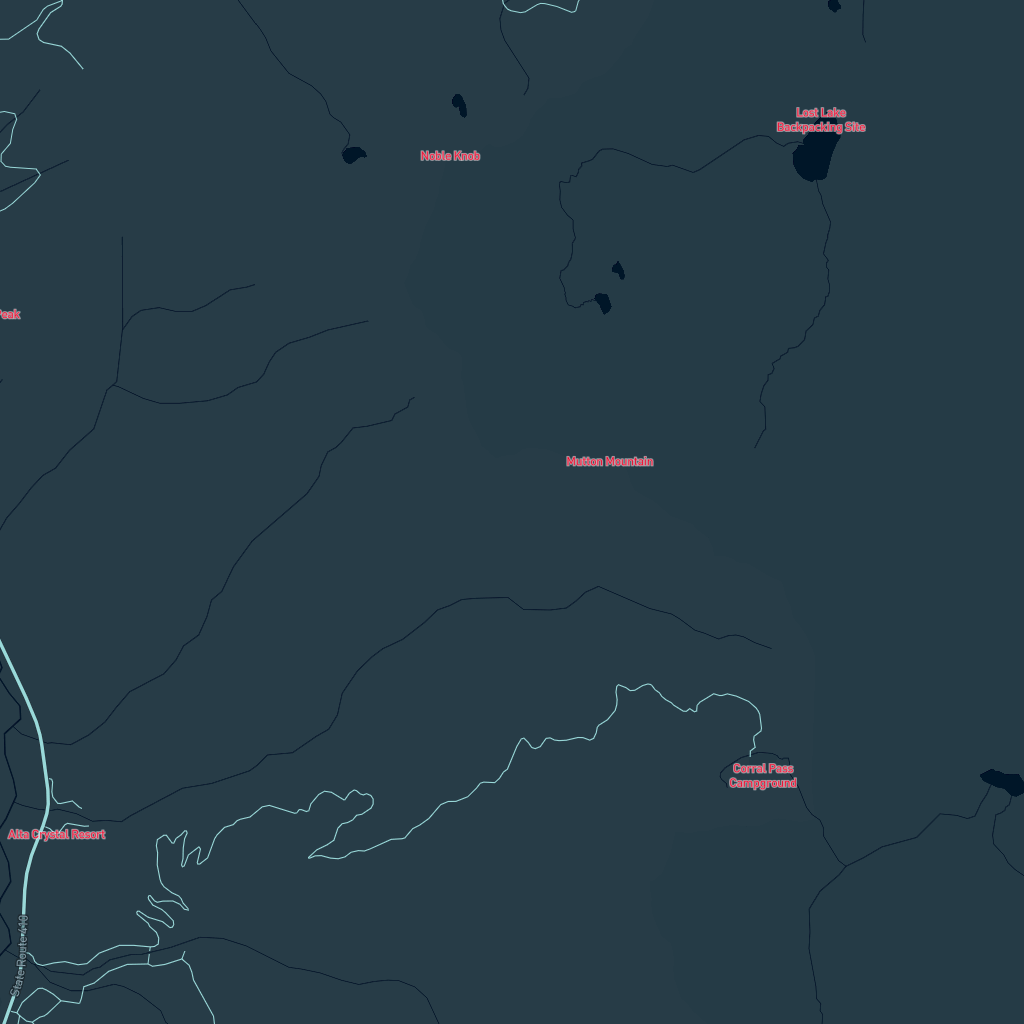 Lost Lake
Backpacking Site
Noble Knob
Peak
Mutton Mountain
Corral Pass
Campground
Alta Crystal Resort
State Route 410